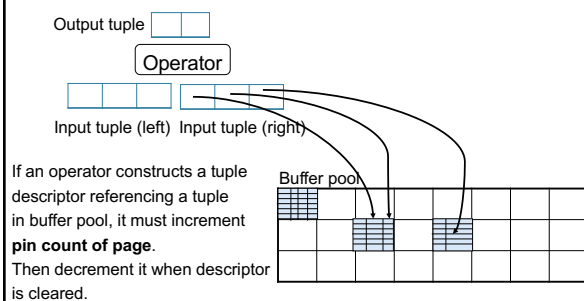 Output tuple
Operator
Input tuple (left) Input tuple (right)
If an operator constructs a tuple
descriptor referencing a tuple
in buffer pool, it must increment
pin count of page.
Then decrement it when descriptor
is cleared.
Buffer pool